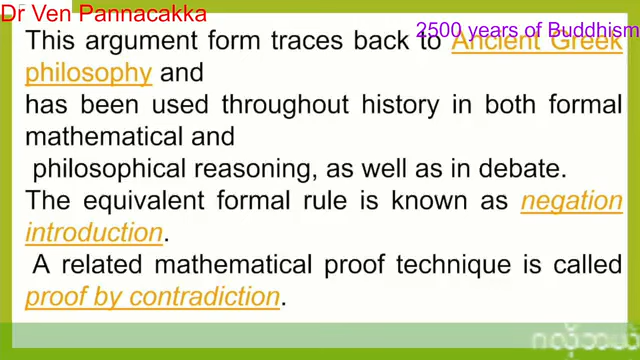 Dr Ven Pannacakka
2500 years of Buddhism
This argument form traces back to Ancient Greek
philosophy and
has been used throughout history in both formal
mathematical and
philosophical reasoning, as well as in debate.
The equivalent formal rule is known as negation
introduction.
A related mathematical proof technique is called
proof by contradiction.